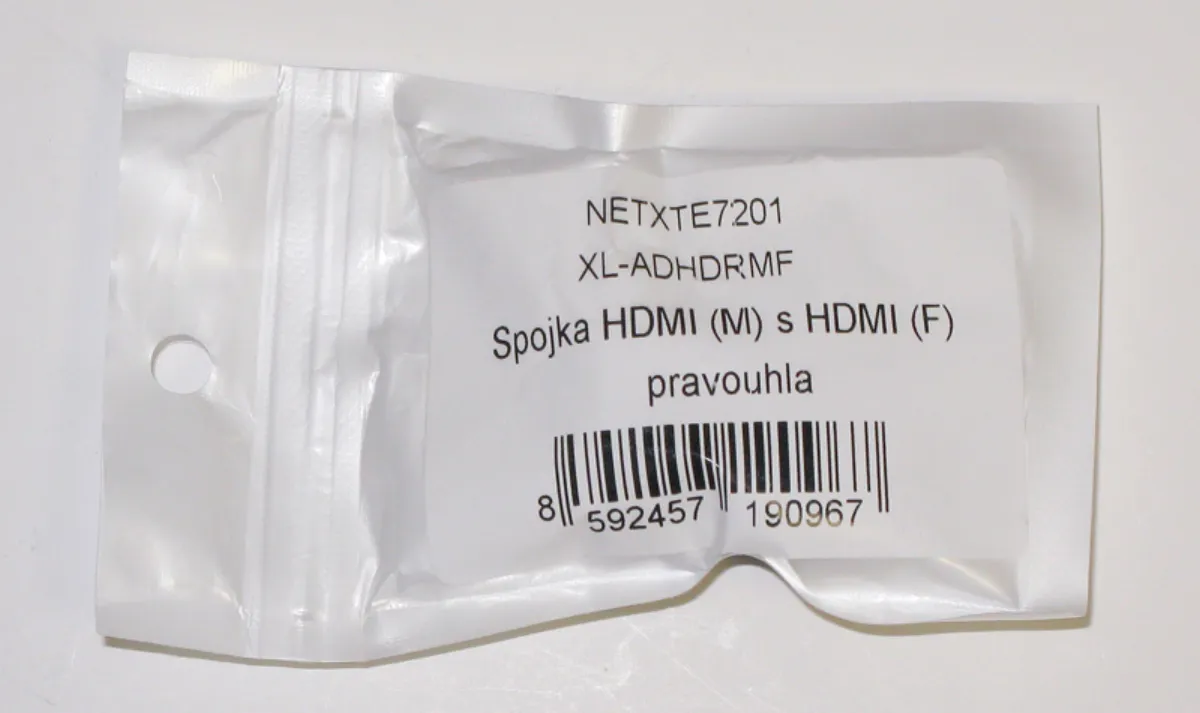 NETXTE7201
XL-ADHDRMF
Spojka HDMI (M) s HDMI (F)
pravouhla
8 592457 190967